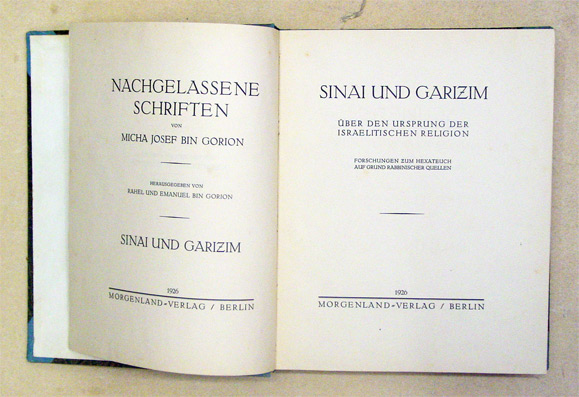 NACHGELASSENE
SCHRIFTEN
VON
MICHA JOSEF BIN GORION
HERAUSGEGEBEN VON
RAHEL UND EMANUEL BIN GORION
SINAI UND GARIZIM
1926
MORGENLAND-VERLAG / BERLIN
SINAI UND GARIZIM
ÜBER DEN URSPRUNG DER
ISRAELITISCHEN RELIGION
FORSCHUNGEN ZUM HEXATEUCH
AUF GRUND RABBINISCHER QUELLEN
1926
MORGENLAND-VERLAG / BERLIN